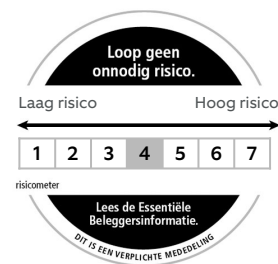 Loop geen
onnodig risico.
Laag risico Hoog risico
1 2 3 4 5 6 7
risicometer
Lees de Essentiële
Beleggersinformatie.
DIT IS EEN VERPLICHTE MEDEDELING